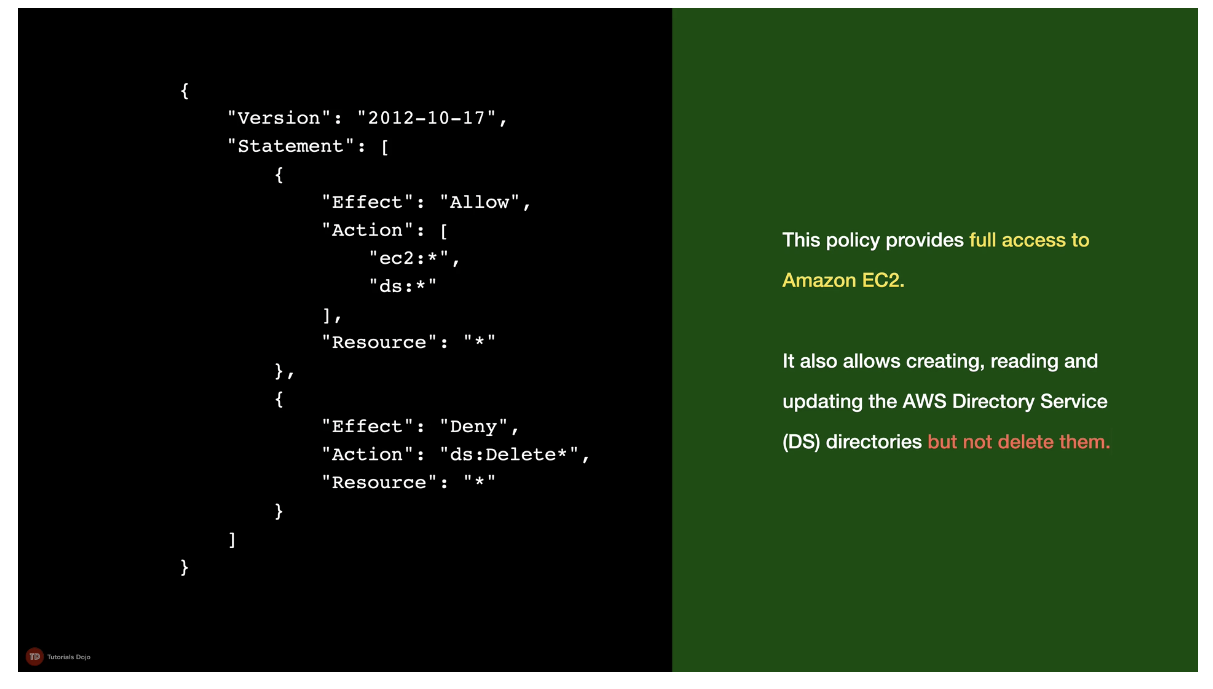 {
"Version": "2012-10-17",
"Statement": [
{
"Effect": "Allow",
"Action": [
"ec2:*",
"ds:*"
],
"Resource": "*"
},
{
"Effect": "Deny",
"Action": "ds:Delete*",
"Resource": "*"
}
]
}
This policy provides full access to
Amazon EC2.
It also allows creating, reading and
updating the AWS Directory Service
(DS) directories but not delete them.
TD Tutorials Dojo